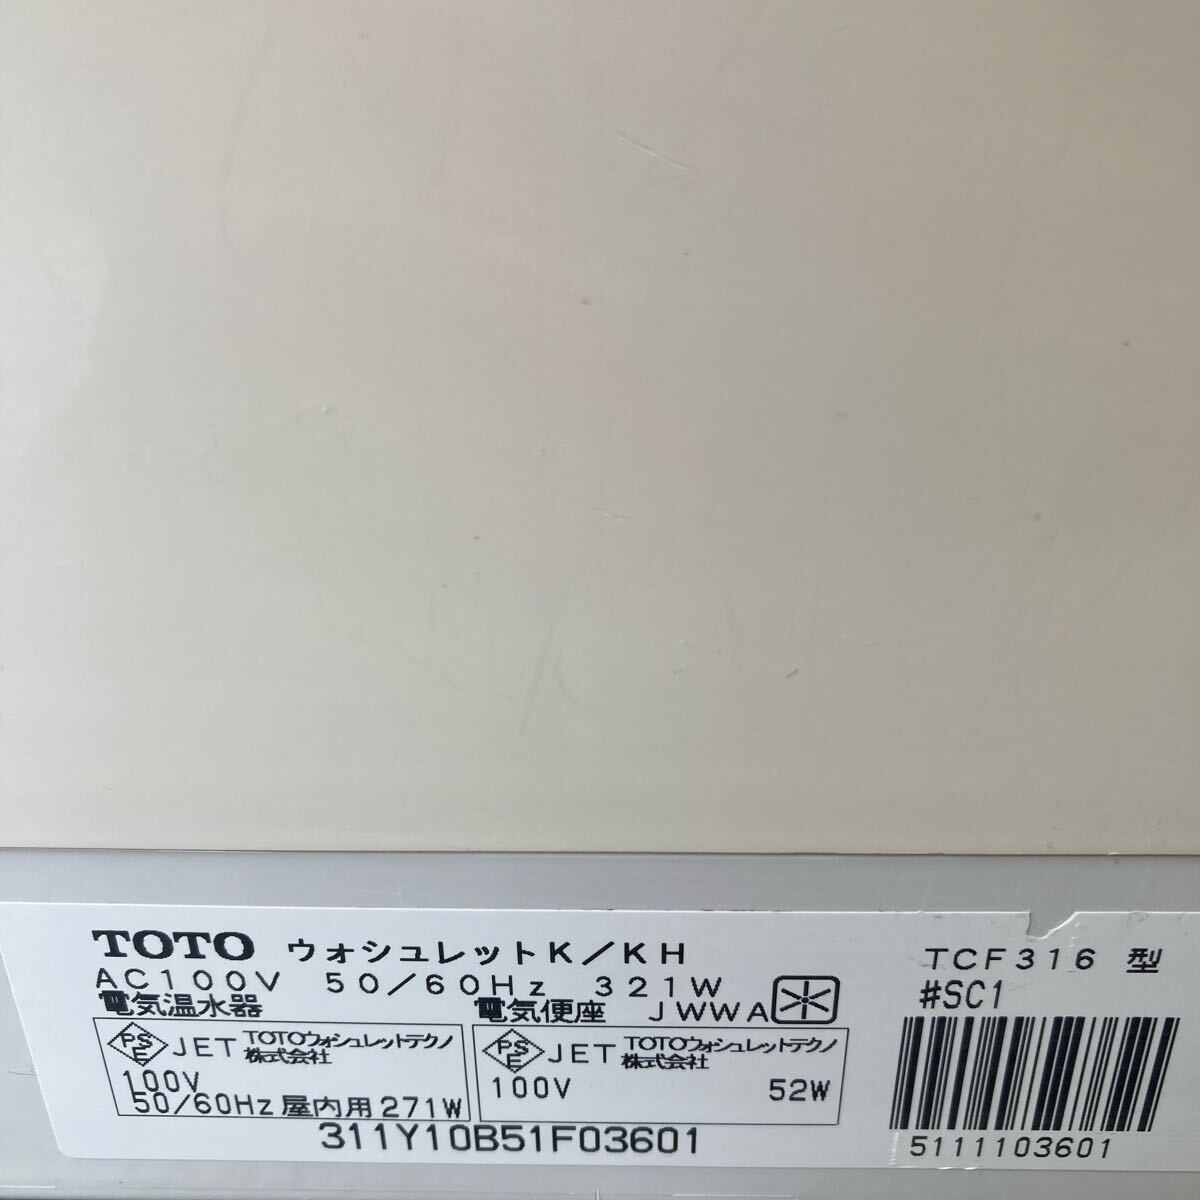 TOTO ウォシュレットK/KH
TCF316 型
AC100V 50/60Hz 321W
#SC1
電気温水器
電気便座 JWWA
PSE JET TOTOウォシュレットテクノ
株式会社
100V
50/60Hz 屋内用 271W
PSE JET TOTOウォシュレットテクノ
株式会社
100V 52W
311Y10B51F03601
5111103601